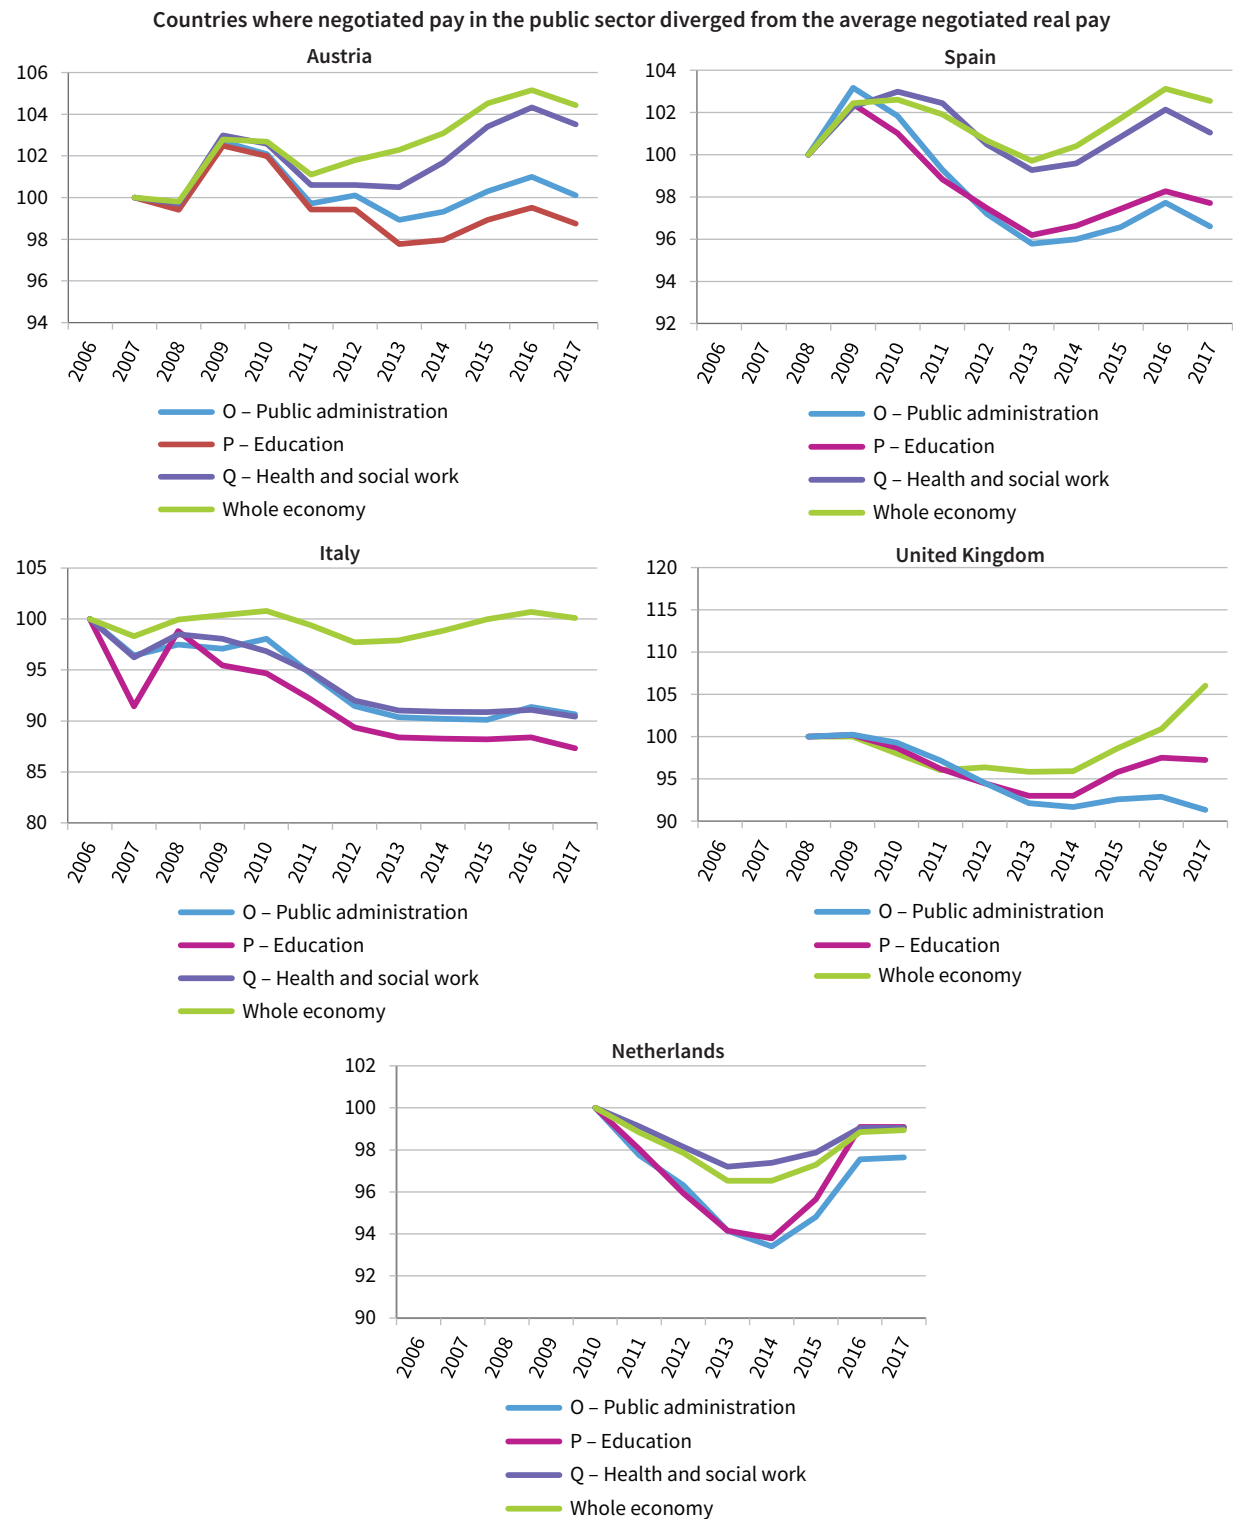 Countries where negotiated pay in the public sector diverged from the average negotiated real pay
Austria
106
104
102
100
98
96
94
2006 2007 2008 2009 2010 2011 2012 2013 2014 2015 2016 2017
O – Public administration
P – Education
Q – Health and social work
Whole economy
Spain
104
102
100
98
96
94
92
2006 2007 2008 2009 2010 2011 2012 2013 2014 2015 2016 2017
O – Public administration
P – Education
Q – Health and social work
Whole economy
Italy
105
100
95
90
85
80
2006 2007 2008 2009 2010 2011 2012 2013 2014 2015 2016 2017
O – Public administration
P – Education
Q – Health and social work
Whole economy
United Kingdom
120
115
110
105
100
95
90
2006 2007 2008 2009 2010 2011 2012 2013 2014 2015 2016 2017
O – Public administration
P – Education
Whole economy
Netherlands
102
100
98
96
94
92
90
2006 2007 2008 2009 2010 2011 2012 2013 2014 2015 2016 2017
O – Public administration
P – Education
Q – Health and social work
Whole economy